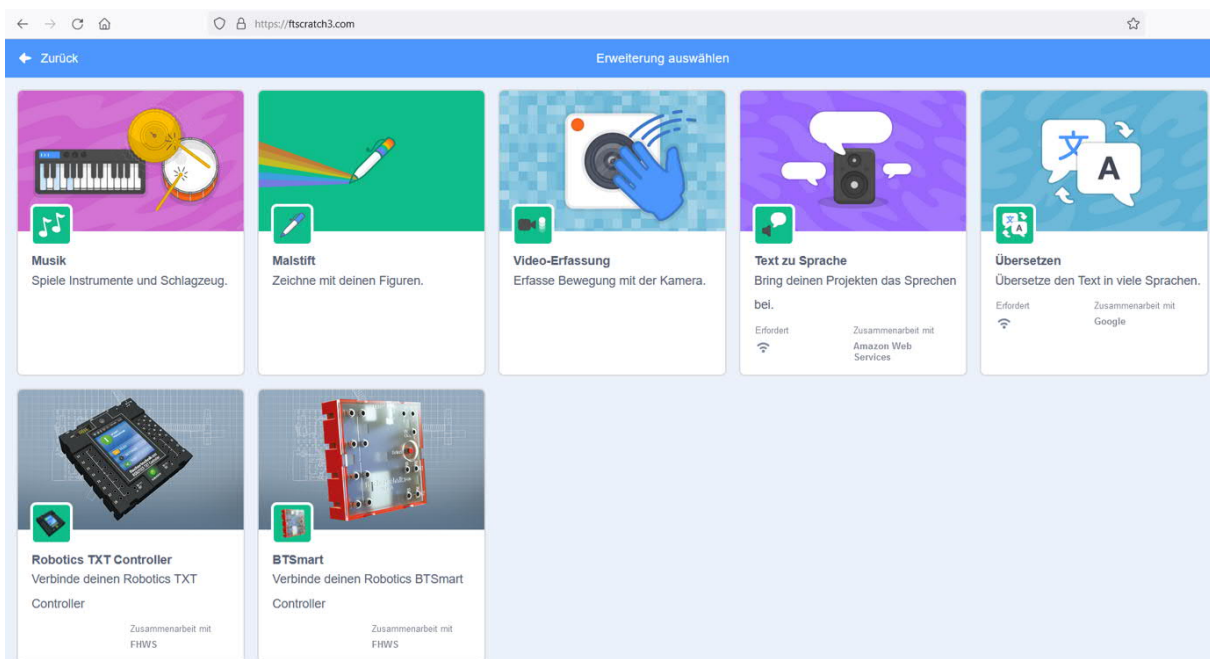 https://ftscratch3.com
Zurück
Erweiterung auswählen
Musik
Spiele Instrumente und Schlagzeug.
Malstift
Zeichne mit deinen Figuren.
Video-Erfassung
Erfasse Bewegung mit der Kamera.
Text zu Sprache
Bring deinen Projekten das Sprechen
bei.
Erfordert
Zusammenarbeit mit
Amazon Web
Services
文
A
文
A
Übersetzen
Übersetze den Text in viele Sprachen.
Erfordert
Zusammenarbeit mit
Google
Robotics TXT Controller
Verbinde deinen Robotics TXT
Controller
Zusammenarbeit mit
FHWS
BTSmart
Verbinde deinen Robotics BTSmart
Controller
Zusammenarbeit mit
FHWS